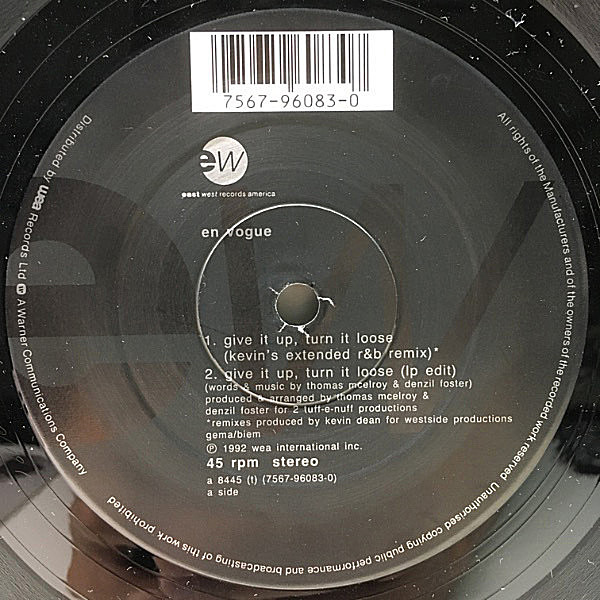 7567-96083-0
ew
east west records america
en vogue
1. give it up, turn it loose
(kevin's extended r&b remix)*
2. give it up, turn it loose (lp edit)
(words & music by thomas mcelroy & denzil foster)
produced & arranged by thomas mcelroy &
denzil foster for 2 tuff-e-nuff productions
*remixes produced by kevin dean for westside productions
gema/biem
℗ 1992 wea international inc.
45 rpm stereo
a 8445 (t) (7567-96083-0)
a side
All rights of the Manufacturers and of the owners of the recorded work reserved Unauthorised copying public performance and broadcasting of this work prohibited
Distributed by wea Records Ltd A Warner Communications Company
ew